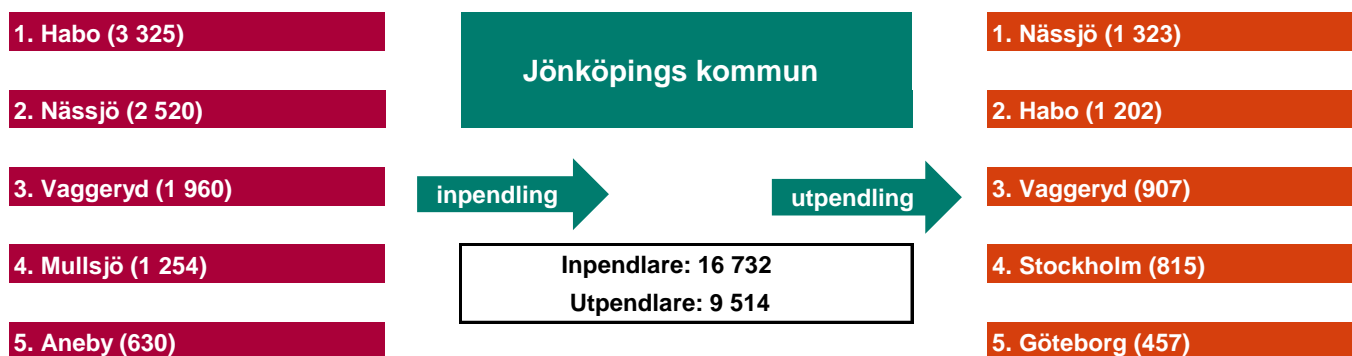 1. Habo (3 325)
2. Nässjö (2 520)
3. Vaggeryd (1 960)
4. Mullsjö (1 254)
5. Aneby (630)
Jönköpings kommun
inpendling
utpendling
Inpendlare: 16 732
Utpendlare: 9 514
1. Nässjö (1 323)
2. Habo (1 202)
3. Vaggeryd (907)
4. Stockholm (815)
5. Göteborg (457)